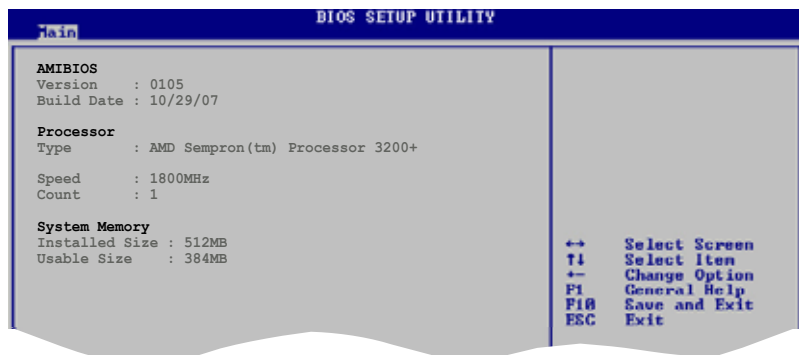 BIOS SETUP UTILITY
Main
AMIBIOS
Version : 0105
Build Date : 10/29/07
Processor
Type : AMD Sempron(tm) Processor 3200+
Speed : 1800MHz
Count : 1
System Memory
Installed Size : 512MB
Usable Size : 384MB
↔ Select Screen
↑↓ Select Item
+- Change Option
F1 General Help
F10 Save and Exit
ESC Exit